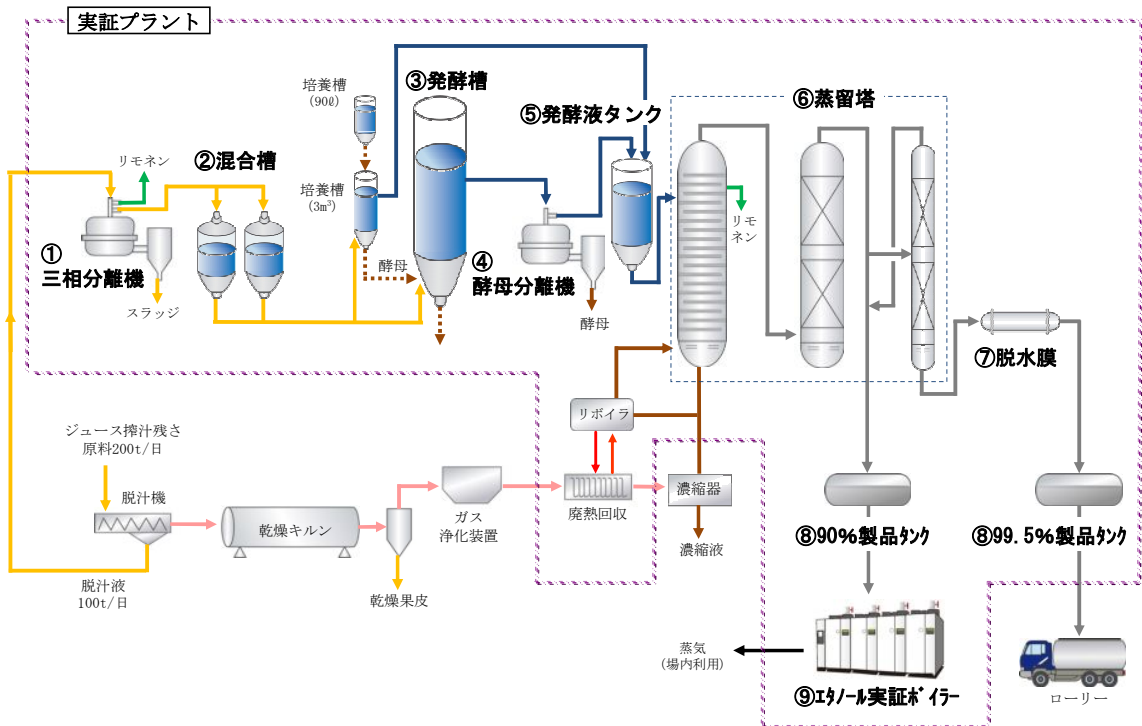 実証プラント
培養槽
(90ℓ)
③発酵槽
⑤発酵液タンク
⑥蒸留塔
リモネン
②混合槽
培養槽
(3m³)
リモ
ネン
①
三相分離機
酵母
④
酵母分離機
スラッジ
酵母
⑦脱水膜
リボイラ
ジュース搾汁残さ
原料200t/日
脱汁機
乾燥キルン
ガス
浄化装置
廃熱回収
濃縮器
濃縮液
⑧90%製品タンク
⑧99.5%製品タンク
脱汁液
100t/日
乾燥果皮
蒸気
(場内利用)
⑨エタノール実証ボイラー
ローリー